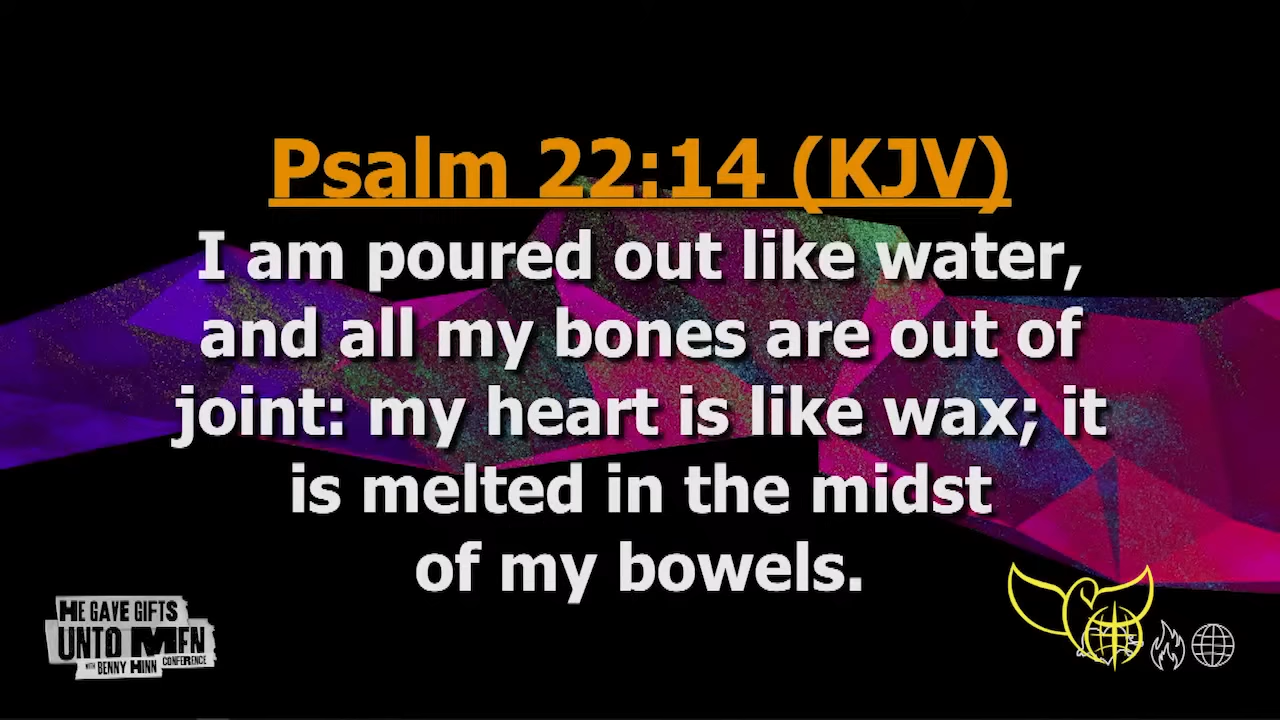 Psalm 22:14 (KJV)
I am poured out like water,
and all my bones are out of
joint: my heart is like wax; it
is melted in the midst
of my bowels.
HE GAVE GIFTS
UNTO MEN
WITH BENNY HINN CONFERENCE